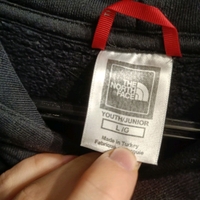 THE
NORTH
FACE
YOUTH/JUNIOR
L/G
Made in Turkey